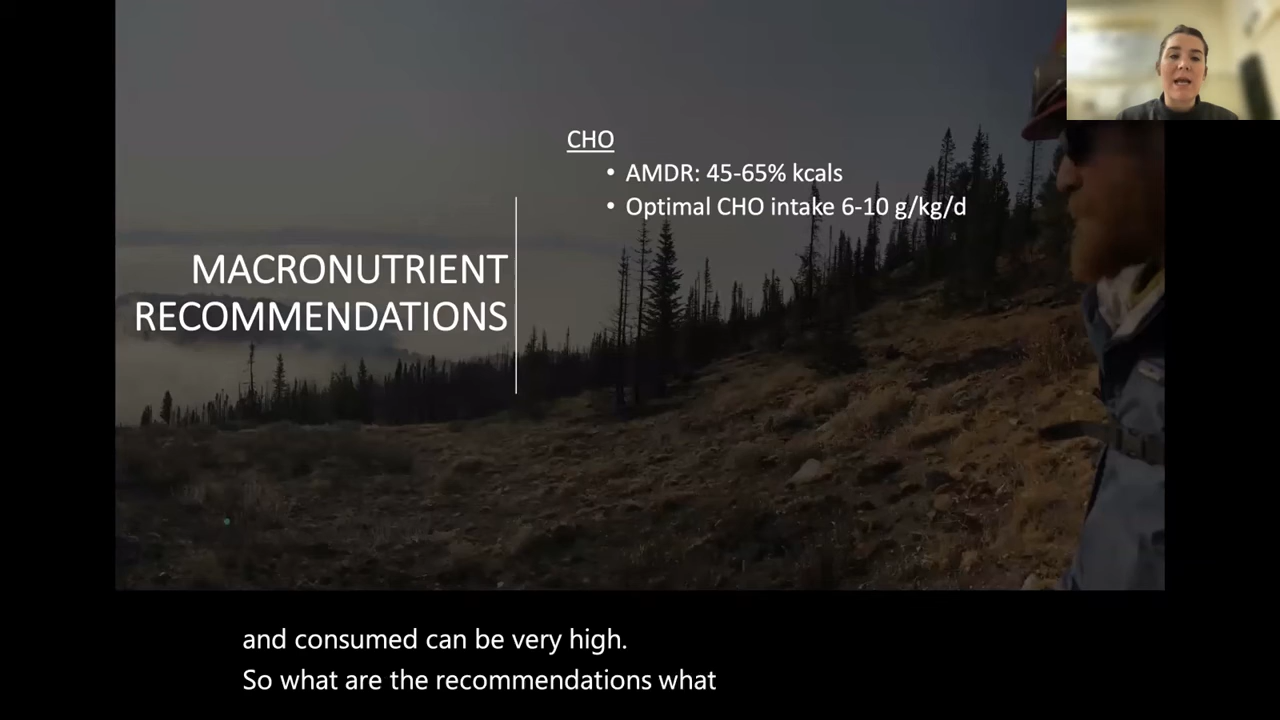 MACRONUTRIENT
RECOMMENDATIONS
CHO
• AMDR: 45-65% kcals
• Optimal CHO intake 6-10 g/kg/d
and consumed can be very high.
So what are the recommendations what